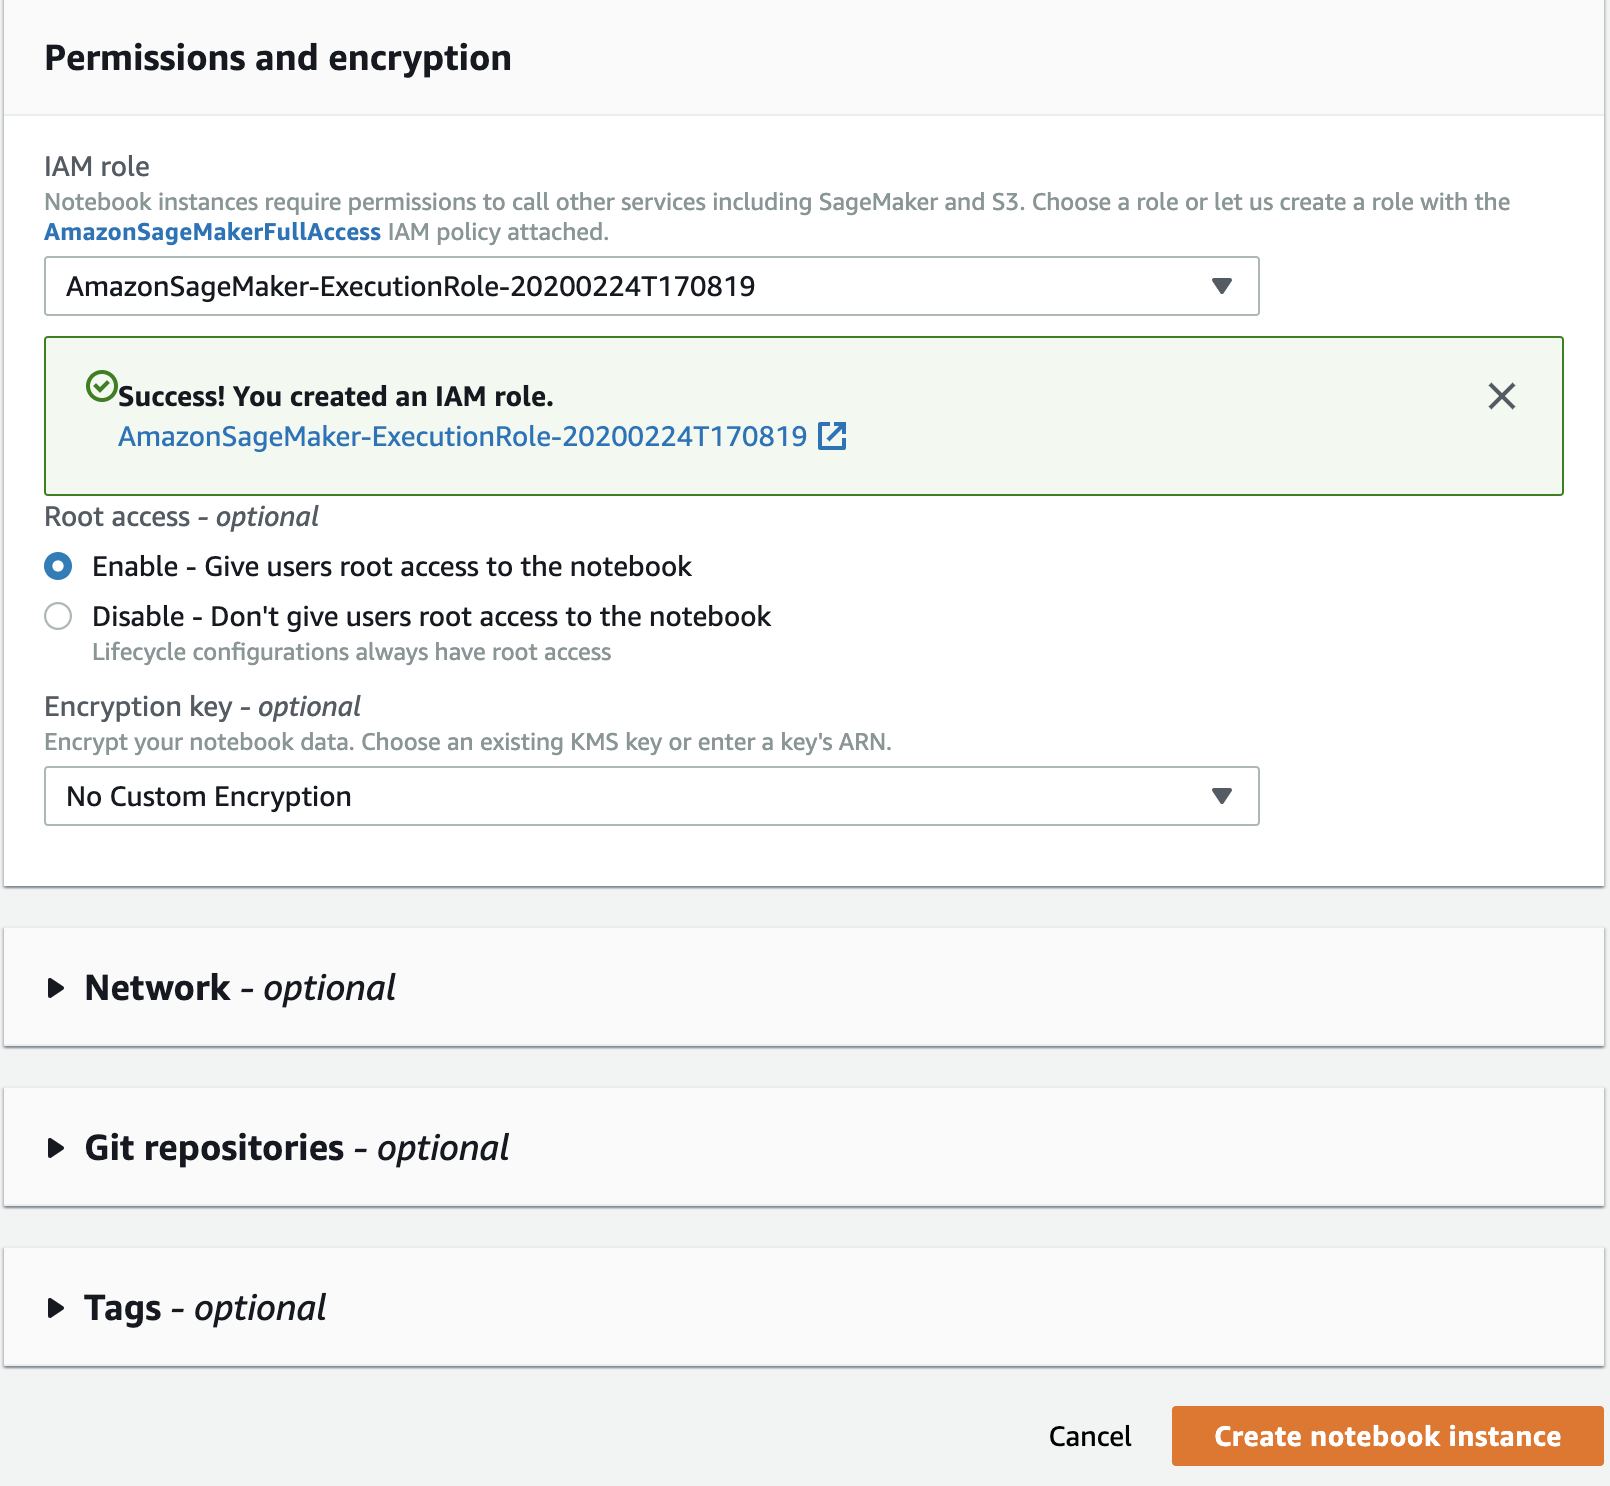 Permissions and encryption
IAM role
Notebook instances require permissions to call other services including SageMaker and S3. Choose a role or let us create a role with the
AmazonSageMakerFullAccess IAM policy attached.
AmazonSageMaker-ExecutionRole-20200224T170819
Success! You created an IAM role.
AmazonSageMaker-ExecutionRole-20200224T170819
Root access - optional
Enable - Give users root access to the notebook
Disable - Don't give users root access to the notebook
Lifecycle configurations always have root access
Encryption key - optional
Encrypt your notebook data. Choose an existing KMS key or enter a key's ARN.
No Custom Encryption
Network - optional
Git repositories - optional
Tags - optional
Cancel
Create notebook instance